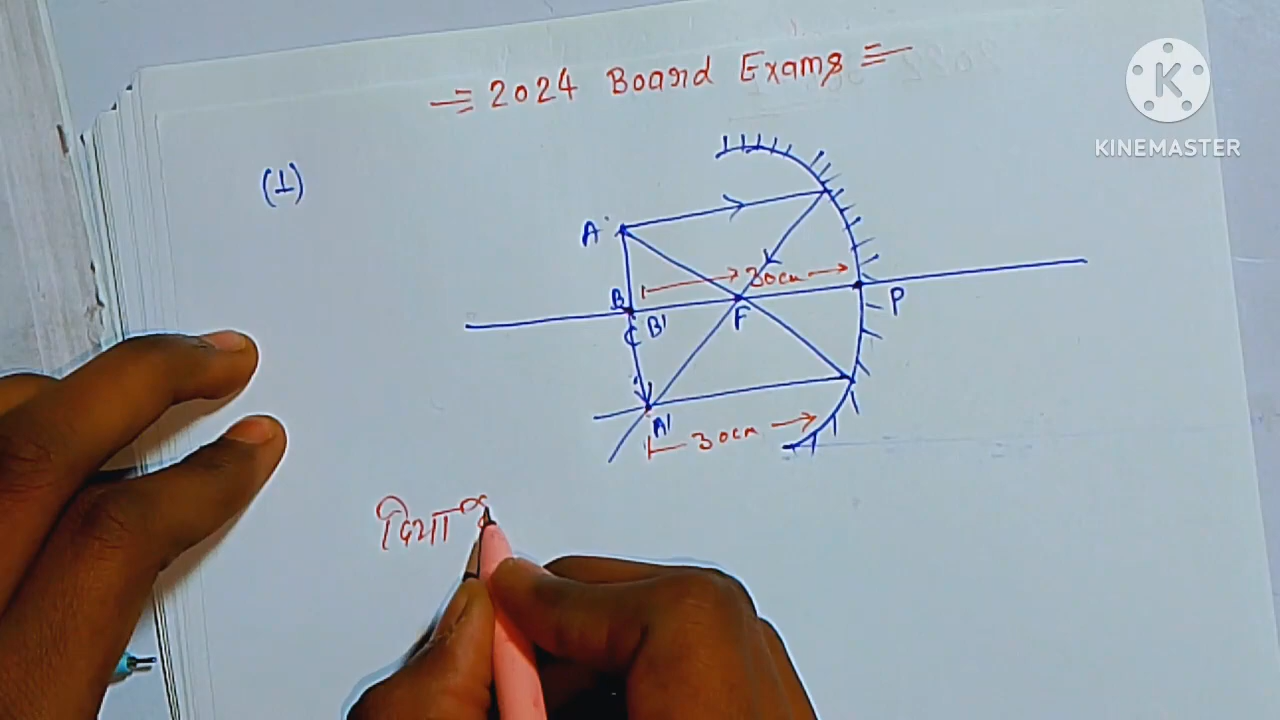 2024 Board Exams
K
KINEMASTER
(1)
A
30cm
B
B'
F
P
C
A'
30cm
दिया